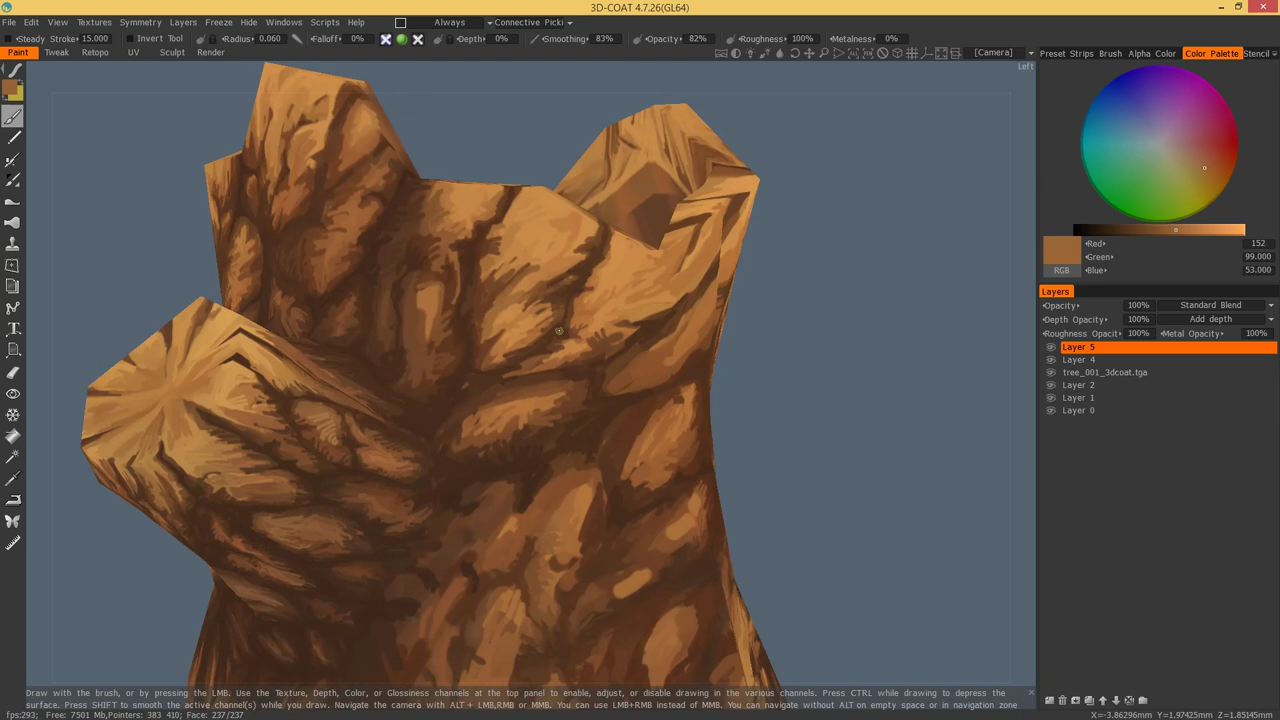 3D-COAT 4.7.26(GL64)
File Edit View Textures Symmetry Layers Freeze Hide Windows Scripts Help Always Connective Picki
Steady Stroke 15.000 Invert Tool Radius 0.060 Falloff 0% Depth 0% Smoothing 83% Opacity 82% Roughness 100% Metalness 0%
Paint Tweak Retopo UV Sculpt Render [Camera] Preset Strips Brush Alpha Color Color Palette Stencil
Left
Red 152
Green 99.000
RGB Blue 53.000
Layers
Opacity 100% Standard Blend
Depth Opacity 100% Add depth
Roughness Opacit 100% Metal Opacity 100%
Layer 5
Layer 4
tree_001_3dcoat.tga
Layer 2
Layer 1
Layer 0
Draw with the brush, or by pressing the LMB. Use the Texture, Depth, Color, or Glossiness channels at the top panel to enable, adjust, or disable drawing in the various channels. Press CTRL while drawing to depress the
surface. Press SHIFT to smooth the active channel(s) while you draw. Navigate the camera with ALT + LMB,RMB or MMB. You can use LMB+RMB instead of MMB. You can navigate without ALT on empty space or in navigation zone
fps:293; Free: 7501 Mb,Pointers: 383 410; Face: 237/237 X=-3.86296mm Y=1.97425mm Z=1.85145mm